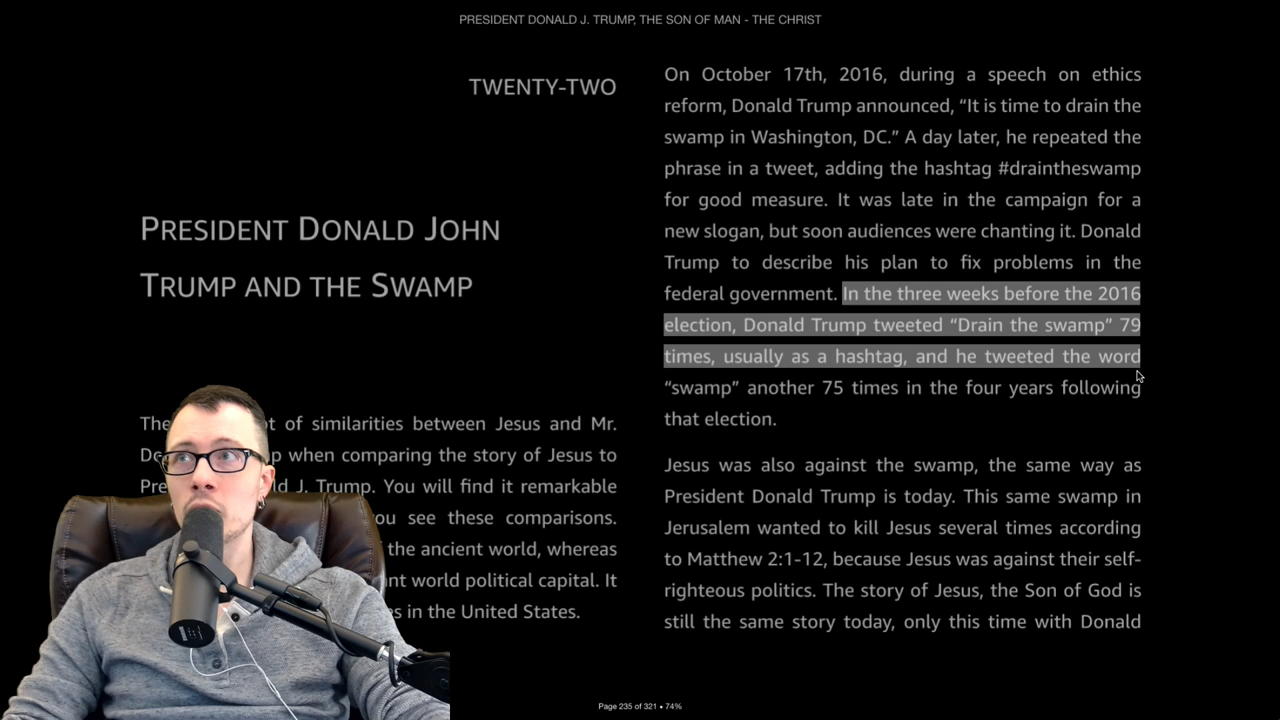 PRESIDENT DONALD J. TRUMP, THE SON OF MAN - THE CHRIST
TWENTY-TWO
PRESIDENT DONALD JOHN
TRUMP AND THE SWAMP
The ot of similarities between Jesus and Mr.
when comparing the story of Jesus to
J. Trump. You will find it remarkable
see these comparisons.
the ancient world, whereas
world political capital. It
in the United States.
On October 17th, 2016, during a speech on ethics
reform, Donald Trump announced, “It is time to drain the
swamp in Washington, DC.” A day later, he repeated the
phrase in a tweet, adding the hashtag #draintheswamp
for good measure. It was late in the campaign for a
new slogan, but soon audiences were chanting it. Donald
Trump to describe his plan to fix problems in the
federal government. In the three weeks before the 2016
election, Donald Trump tweeted “Drain the swamp” 79
times, usually as a hashtag, and he tweeted the word
“swamp” another 75 times in the four years following
that election.
Jesus was also against the swamp, the same way as
President Donald Trump is today. This same swamp in
Jerusalem wanted to kill Jesus several times according
to Matthew 2:1-12, because Jesus was against their self-
righteous politics. The story of Jesus, the Son of God is
still the same story today, only this time with Donald
Page 235 of 321 • 74%